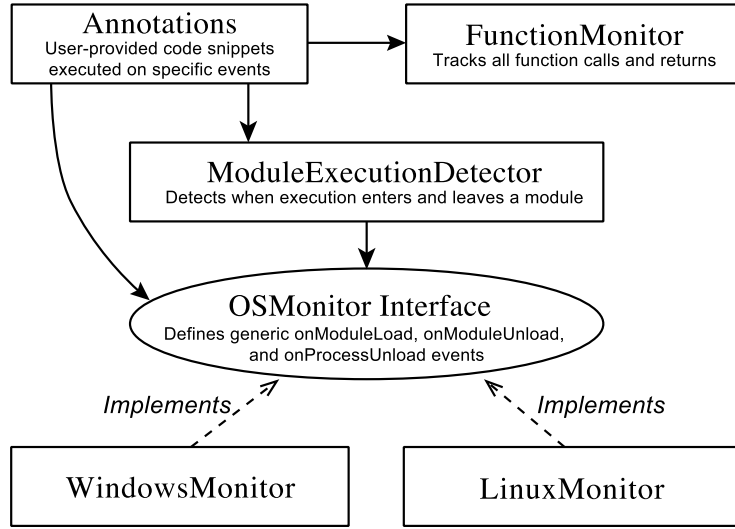 Annotations
User-provided code snippets
executed on specific events
FunctionMonitor
Tracks all function calls and returns
ModuleExecutionDetector
Detects when execution enters and leaves a module
OSMonitor Interface
Defines generic onModuleLoad, onModuleUnload,
and onProcessUnload events
Implements
Implements
WindowsMonitor
LinuxMonitor